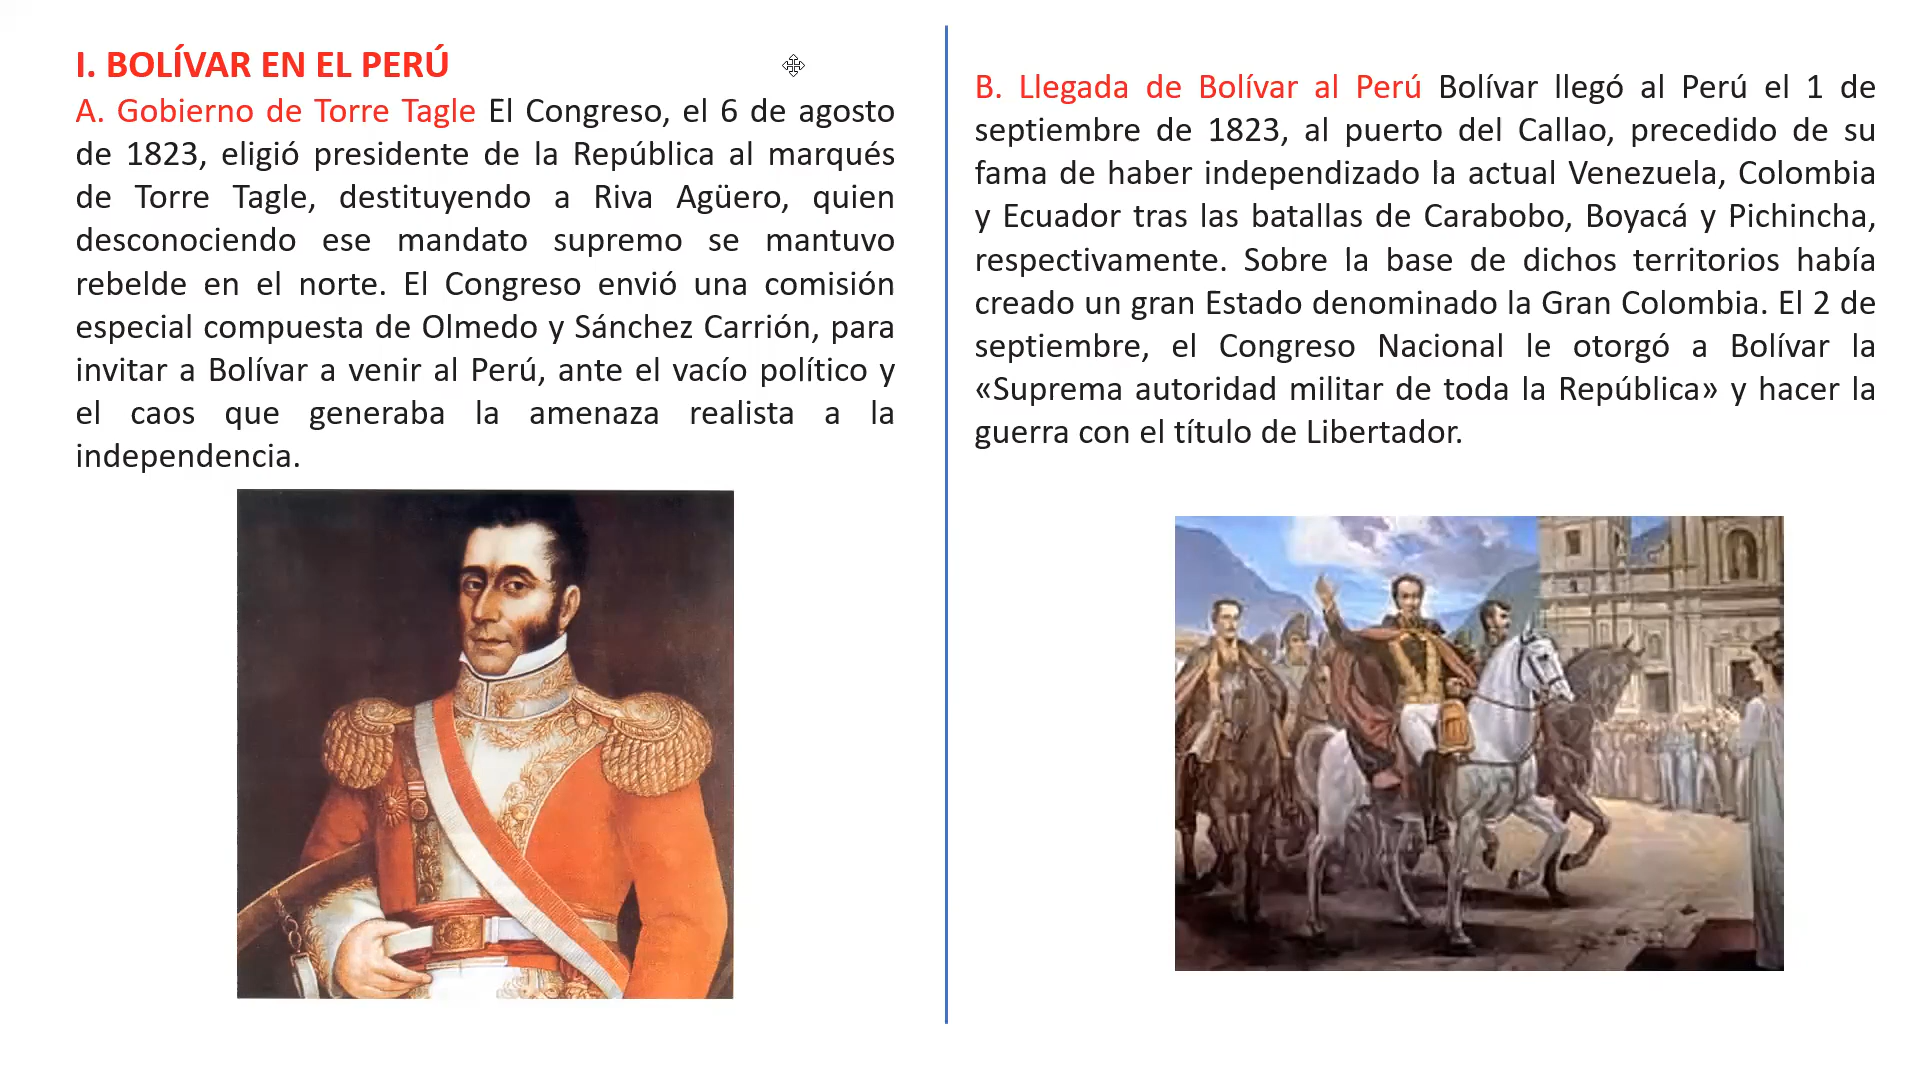 I. BOLÍVAR EN EL PERÚ
A. Gobierno de Torre Tagle El Congreso, el 6 de agosto
de 1823, eligió presidente de la República al marqués
de Torre Tagle, destituyendo a Riva Agüero, quien
desconociendo ese mandato supremo se mantuvo
rebelde en el norte. El Congreso envió una comisión
especial compuesta de Olmedo y Sánchez Carrión, para
invitar a Bolívar a venir al Perú, ante el vacío político y
el caos que generaba la amenaza realista a la
independencia.
B. Llegada de Bolívar al Perú Bolívar llegó al Perú el 1 de
septiembre de 1823, al puerto del Callao, precedido de su
fama de haber independizado la actual Venezuela, Colombia
y Ecuador tras las batallas de Carabobo, Boyacá y Pichincha,
respectivamente. Sobre la base de dichos territorios había
creado un gran Estado denominado la Gran Colombia. El 2 de
septiembre, el Congreso Nacional le otorgó a Bolívar la
«Suprema autoridad militar de toda la República» y hacer la
guerra con el título de Libertador.